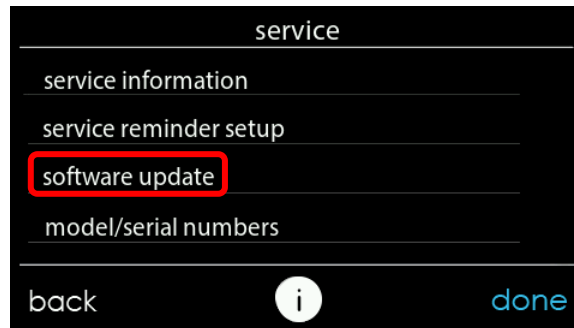 service
service information
service reminder setup
software update
model/serial numbers
back i done